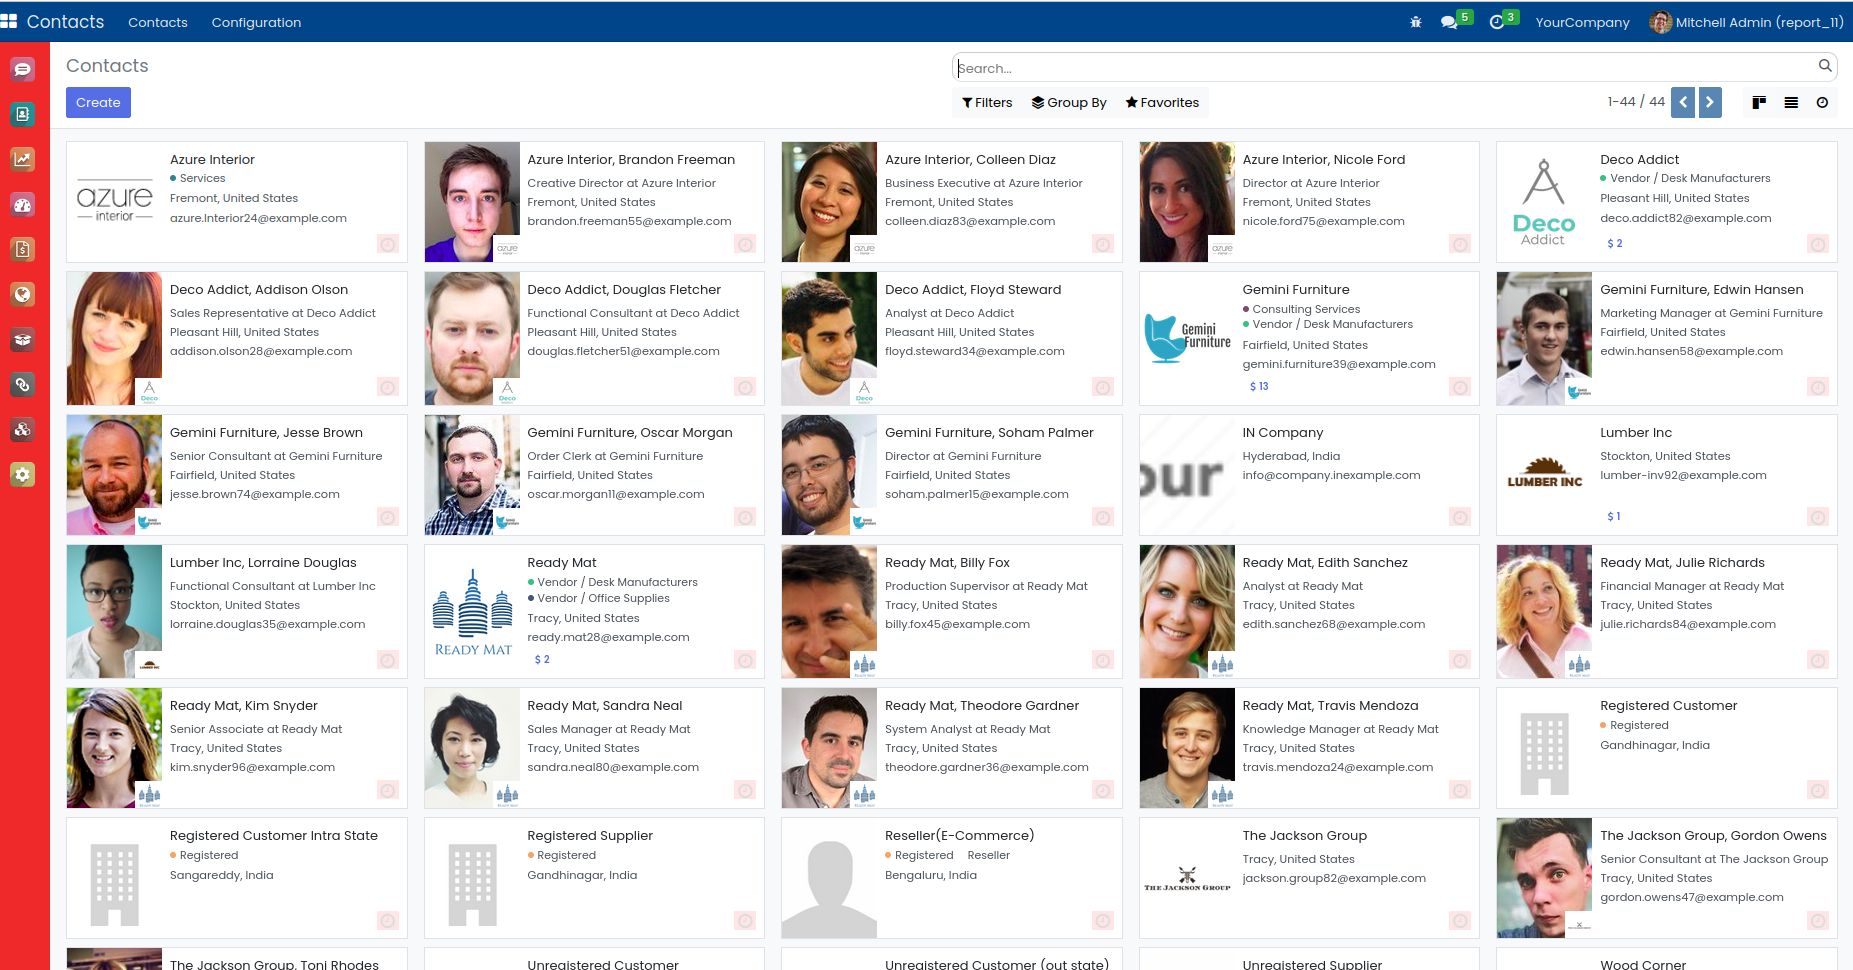 Contacts Contacts Configuration 5 3 YourCompany Mitchell Admin (report_11)
Contacts
Search...
Create
Filters Group By Favorites
1-44 / 44
azure
interior
Azure Interior
Services
Fremont, United States
azure.Interior24@example.com
Azure Interior, Brandon Freeman
Creative Director at Azure Interior
Fremont, United States
brandon.freeman55@example.com
azure
Azure Interior, Colleen Diaz
Business Executive at Azure Interior
Fremont, United States
colleen.diaz83@example.com
azure
Azure Interior, Nicole Ford
Director at Azure Interior
Fremont, United States
nicole.ford75@example.com
azure
Deco
Addict
Deco Addict
Vendor / Desk Manufacturers
Pleasant Hill, United States
deco.addict82@example.com
$ 2
Deco Addict, Addison Olson
Sales Representative at Deco Addict
Pleasant Hill, United States
addison.olson28@example.com
Deco
Deco Addict, Douglas Fletcher
Functional Consultant at Deco Addict
Pleasant Hill, United States
douglas.fletcher51@example.com
Deco
Deco Addict, Floyd Steward
Analyst at Deco Addict
Pleasant Hill, United States
floyd.steward34@example.com
Deco
Gemini
Furniture
Gemini Furniture
Consulting Services
Vendor / Desk Manufacturers
Fairfield, United States
gemini.furniture39@example.com
$ 13
Gemini Furniture, Edwin Hansen
Marketing Manager at Gemini Furniture
Fairfield, United States
edwin.hansen58@example.com
Gemini Furniture, Jesse Brown
Senior Consultant at Gemini Furniture
Fairfield, United States
jesse.brown74@example.com
Gemini Furniture, Oscar Morgan
Order Clerk at Gemini Furniture
Fairfield, United States
oscar.morgan11@example.com
Gemini Furniture, Soham Palmer
Director at Gemini Furniture
Fairfield, United States
soham.palmer15@example.com
our
IN Company
Hyderabad, India
info@company.inexample.com
LUMBER INC
Lumber Inc
Stockton, United States
lumber-inv92@example.com
$ 1
Lumber Inc, Lorraine Douglas
Functional Consultant at Lumber Inc
Stockton, United States
lorraine.douglas35@example.com
LUMBER INC
READY MAT
Ready Mat
Vendor / Desk Manufacturers
Vendor / Office Supplies
Tracy, United States
ready.mat28@example.com
$ 2
Ready Mat, Billy Fox
Production Supervisor at Ready Mat
Tracy, United States
billy.fox45@example.com
Ready Mat, Edith Sanchez
Analyst at Ready Mat
Tracy, United States
edith.sanchez68@example.com
Ready Mat, Julie Richards
Financial Manager at Ready Mat
Tracy, United States
julie.richards84@example.com
Ready Mat, Kim Snyder
Senior Associate at Ready Mat
Tracy, United States
kim.snyder96@example.com
Ready Mat, Sandra Neal
Sales Manager at Ready Mat
Tracy, United States
sandra.neal80@example.com
Ready Mat, Theodore Gardner
System Analyst at Ready Mat
Tracy, United States
theodore.gardner36@example.com
Ready Mat, Travis Mendoza
Knowledge Manager at Ready Mat
Tracy, United States
travis.mendoza24@example.com
Registered Customer
Registered
Gandhinagar, India
Registered Customer Intra State
Registered
Sangareddy, India
Registered Supplier
Registered
Gandhinagar, India
Reseller(E-Commerce)
Registered Reseller
Bengaluru, India
THE JACKSON GROUP
The Jackson Group
Tracy, United States
jackson.group82@example.com
The Jackson Group, Gordon Owens
Senior Consultant at The Jackson Group
Tracy, United States
gordon.owens47@example.com
The Jackson Group, Toni Rhodes
Unregistered Customer
Unregistered Customer (out state)
Unregistered Supplier
Wood Corner